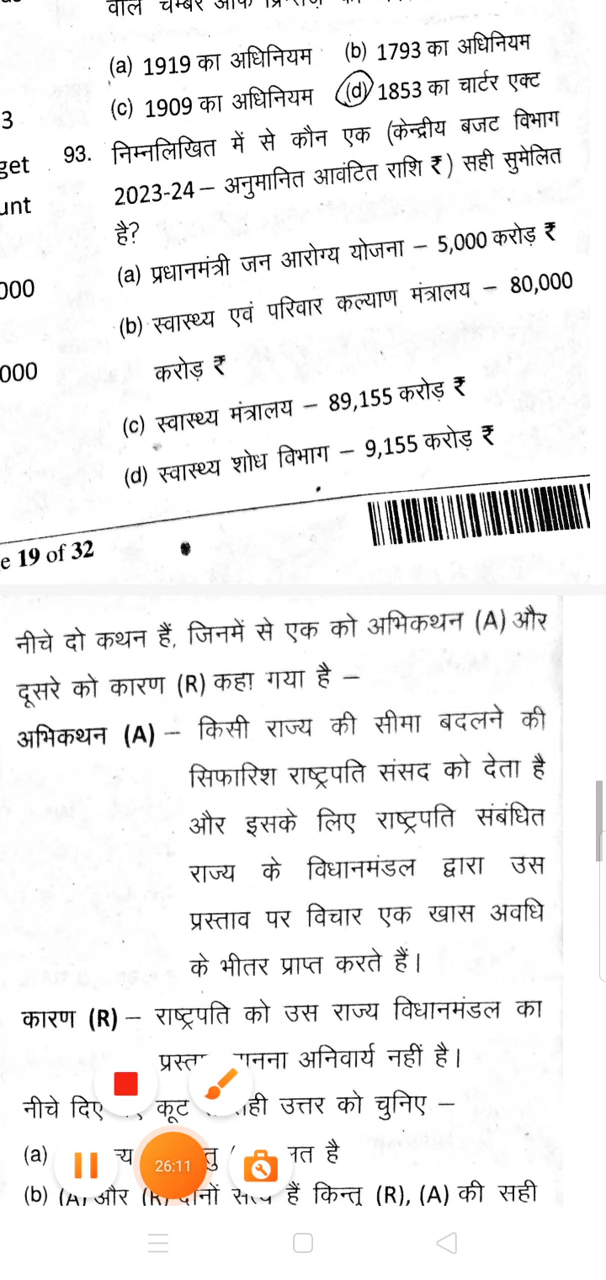 (a) 1919 का अधिनियम (b) 1793 का अधिनियम
(c) 1909 का अधिनियम (d) 1853 का चार्टर एक्ट
3
get
unt
000
000
93. निम्नलिखित में से कौन एक (केन्द्रीय बजट विभाग
2023-24 – अनुमानित आवंटित राशि ₹) सही सुमेलित
है?
(a) प्रधानमंत्री जन आरोग्य योजना – 5,000 करोड़ ₹
(b) स्वास्थ्य एवं परिवार कल्याण मंत्रालय – 80,000
करोड़ ₹
(c) स्वास्थ्य मंत्रालय – 89,155 करोड़ ₹
(d) स्वास्थ्य शोध विभाग – 9,155 करोड़ ₹
e 19 of 32
नीचे दो कथन हैं, जिनमें से एक को अभिकथन (A) और
दूसरे को कारण (R) कहा गया है –
अभिकथन (A) – किसी राज्य की सीमा बदलने की
सिफारिश राष्ट्रपति संसद को देता है
और इसके लिए राष्ट्रपति संबंधित
राज्य के विधानमंडल द्वारा उस
प्रस्ताव पर विचार एक खास अवधि
के भीतर प्राप्त करते हैं।
कारण (R) – राष्ट्रपति को उस राज्य विधानमंडल का
अनिवार्य नहीं है।
नीचे दिए कूट उत्तर को चुनिए –
(a) है
26:11
(b) (A) और (R) दोनों हैं किन्तु (R), (A) की सही